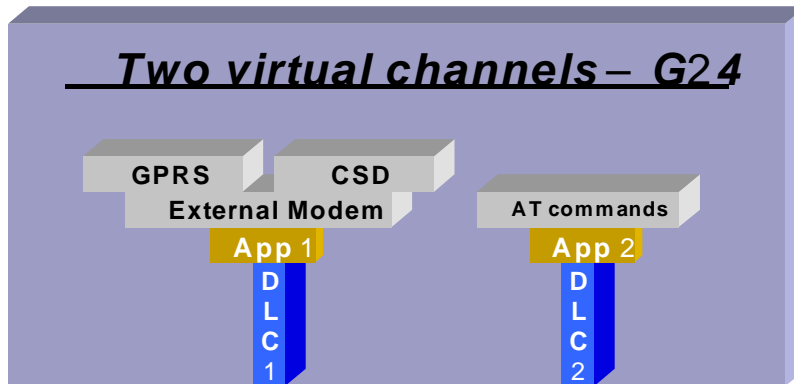 Two virtual channels – G24
GPRS CSD
External Modem AT commands
App 1 App 2
D D
L L
C C
1 2